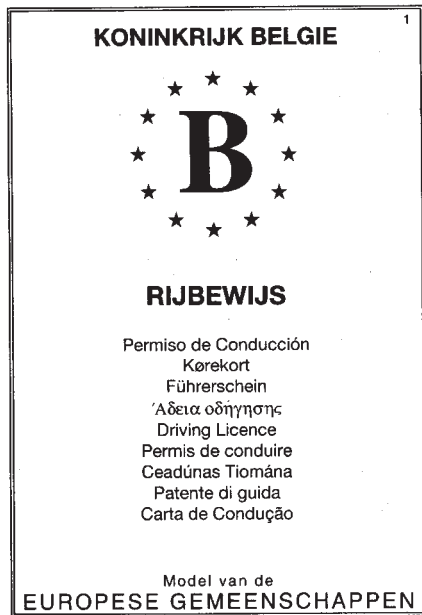 1
KONINKRIJK BELGIE
B
RIJBEWIJS
Permiso de Conducción
Kørekort
Führerschein
Άδεια οδήγησης
Driving Licence
Permis de conduire
Ceadúnas Tiomána
Patente di guida
Carta de Condução
Model van de
EUROPESE GEMEENSCHAPPEN